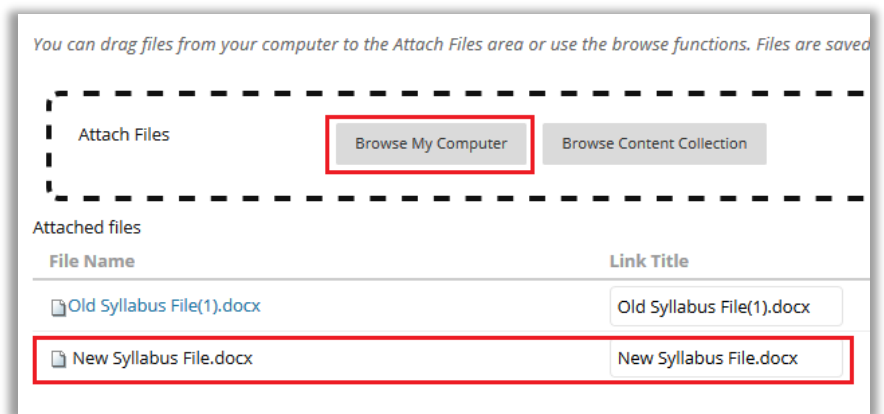 You can drag files from your computer to the Attach Files area or use the browse functions. Files are saved
Attach Files Browse My Computer Browse Content Collection
Attached files
File Name Link Title
Old Syllabus File(1).docx Old Syllabus File(1).docx
New Syllabus File.docx New Syllabus File.docx